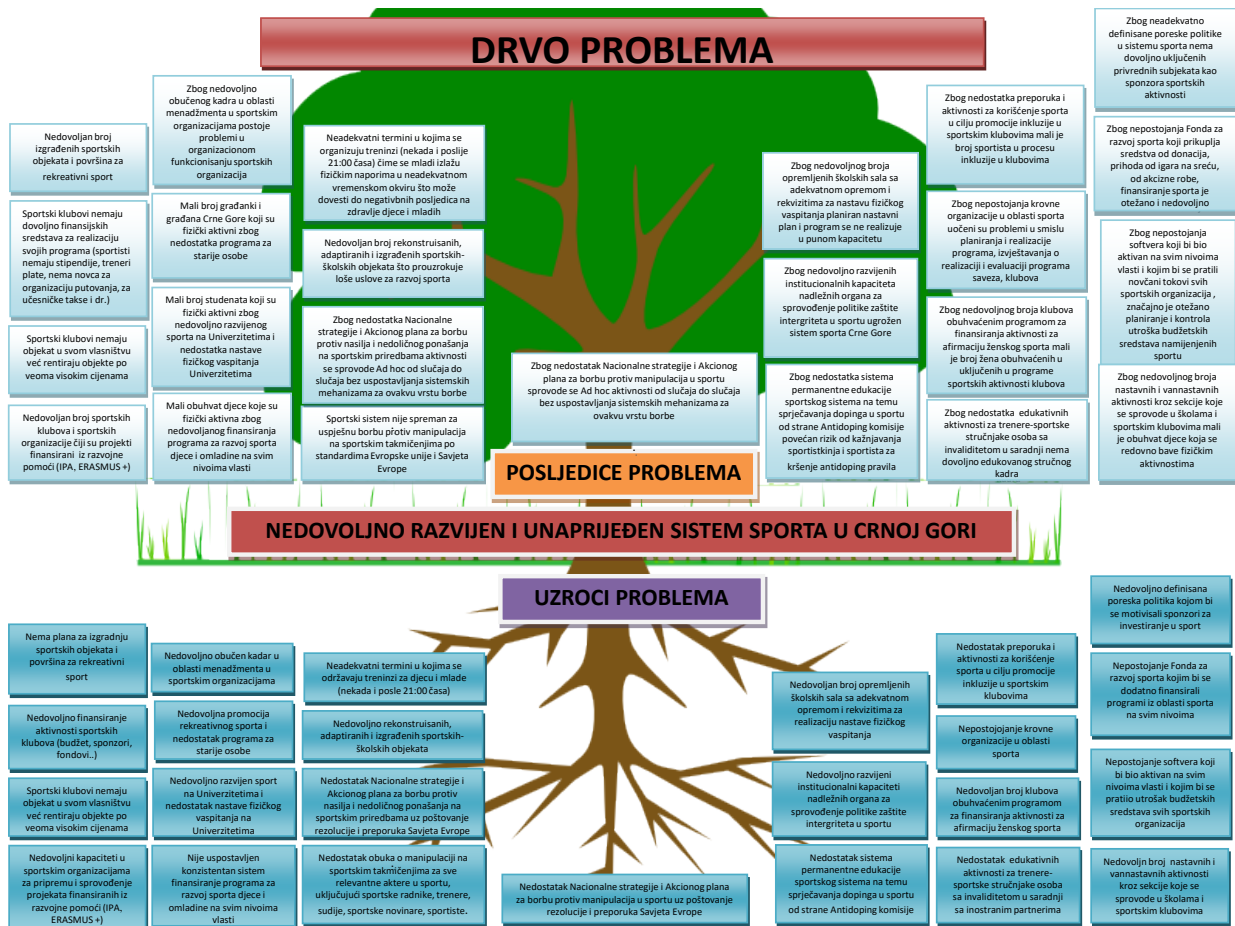 DRVO PROBLEMA
Nedovoljan broj
izgrađenih sportskih
objekata i površina za
rekreativni sport
Sportski klubovi nemaju
dovoljno finansijskih
sredstava za realizaciju
svojih programa (sportisti
nemaju stipendije, treneri
plate, nema novca za
organizaciju putovanja, za
učesničke takse i dr.)
Sportski klubovi nemaju
objekat u svom vlasništvu
već rentiraju objekte po
veoma visokim cijenama
Nedovoljan broj sportskih
klubova i sportskih
organizacije čiji su projekti
finansirani iz razvojne
pomoći (IPA, ERASMUS +)
Zbog nedovoljno
obučenog kadra u oblasti
menadžmenta u sportskim
organizacijama postoje
problemi u
organizacionom
funkcionisanju sportskih
organizacija
Mali broj građanki i
građana Crne Gore koji su
fizički aktivni zbog
nedostatka programa za
starije osobe
Mali broj studenata koji su
fizički aktivni zbog
nedovoljno razvijenog
sporta na Univerzitetima i
nedostatka nastave
fizičkog vaspitanja
Univerzitetima
Mali obuhvat djece koje su
fizički aktivna zbog
nedovoljanog finansiranja
programa za razvoj sporta
djece i omladine na svim
nivoima vlasti
Neadekvatni termini u kojima se
organizuju treninzi (nekada i poslije
21:00 časa) čime se mladi izlažu
fizičkim naporima u neadekvatnom
vremenskom okviru što može
dovesti do negativbnih posljedica na
zdravlje djece i mladih
Nedovoljan broj rekonstruisanih,
adaptiranih i izgrađenih sportskih-
školskih objekata što prouzrokuje
loše uslove za razvoj sporta
Zbog nedostatka Nacionalne
strategije i Akcionog plana za borbu
protiv nasilja i nedoličnog ponašanja
na sportskim priredbama aktivnosti
se sprovode Ad hoc od slučaja do
slučaja bez uspostavljanja sistemskih
mehanizama za ovakvu vrstu borbe
Sportski sistem nije spreman za
uspješnu borbu protiv manipulacija
na sportskim takmičenjima po
standardima Evropske unije i Savjeta
Evrope
Zbog nedostatak Nacionalne strategije i Akcionog
plana za borbu protiv manipulacija u sportu
sprovode se Ad hoc aktivnosti od slučaja do slučaja
bez uspostavljanja sistemskih mehanizama za
ovakvu vrstu borbe
Zbog nedovoljnog broja
opremljenih školskih sala sa
adekvatnom opremom i
rekvizitima za nastavu fizičkog
vaspitanja planiran nastavni
plan i program se ne realizuje
u punom kapacitetu
Zbog nedovoljno razvijenih
institucionalnih kapaciteta
nadležnih organa za
sprovođenje politike zaštite
intergriteta u sportu ugrožen
sistem sporta Crne Gore
Zbog nedostatka sistema
permanentne edukacije
sportskog sistema na temu
sprječavanja dopinga u sportu
od strane Antidoping komisije
povećan rizik od kažnjavanja
sportistkinja i sportista za
kršenje antidoping pravila
Zbog nedostatka preporuka i
aktivnosti za korišćenje sporta
u cilju promocije inkluzije u
sportskim klubovima mali je
broj sportista u procesu
inkluzije u klubovima
Zbog nepostojanja krovne
organizacije u oblasti sporta
uočeni su problemi u smislu
planiranja i realizacije
programa, izvještavanja o
realizaciji i evaluaciji programa
saveza, klubova
Zbog nedovoljnog broja klubova
obuhvaćenim programom za
finansiranja aktivnosti za
afirmaciju ženskog sporta mali
je broj žena obuhvaćenih u
uključenih u programe
sportskih aktivnosti klubova
Zbog nedostatka edukativnih
aktivnosti za trenere-sportske
stručnjake osoba sa
invaliditetom u saradnji nema
dovoljno edukovanog stručnog
kadra
Zbog neadekvatno
definisane poreske politike
u sistemu sporta nema
dovoljno uključenih
privrednih subjekata kao
sponzora sportskih
aktivnosti
Zbog nepostojanja Fonda za
razvoj sporta koji prikuplja
sredstva od donacija,
prihoda od igara na sreću,
od akcizne robe,
finansiranje sporta je
otežano i nedovoljno
Zbog nepostojanja
softvera koji bi bio
aktivan na svim nivoima
vlasti i kojim bi se pratili
novčani tokovi svih
sportskih organizacija ,
značajno je otežano
planiranje i kontrola
utroška budžetskih
sredstava namijenjenih
sportu
Zbog nedovoljnog broja
nastavnih i vannastavnih
aktivnosti kroz sekcije koje
se sprovode u školama i
sportskim klubovima mali
je obuhvat djece koja se
redovno bave fizičkim
aktivnostima
POSLJEDICE PROBLEMA
NEDOVOLJNO RAZVIJEN I UNAPRIJEĐEN SISTEM SPORTA U CRNOJ GORI
UZROCI PROBLEMA
Nema plana za izgradnju
sportskih objekata i
površina za rekreativni
sport
Nedovoljno finansiranje
aktivnosti sportskih
klubova (budžet, sponzori,
fondovi..)
Sportski klubovi nemaju
objekat u svom vlasništvu
već rentiraju objekte po
veoma visokim cijenama
Nedovoljni kapaciteti u
sportskim organizacijama
za pripremu i sprovođenje
projekata finansiranih iz
razvojne pomoći (IPA,
ERASMUS +)
Nedovoljno obučen kadar u
oblasti menadžmenta u
sportskim organizacijama
Nedovoljna promocija
rekreativnog sporta i
nedostatak programa za
starije osobe
Nedovoljno razvijen sport
na Univerzitetima i
nedostatak nastave fizičkog
vaspitanja na
Univerzitetima
Nije uspostavljen
konzistentan sistem
finansiranje programa za
razvoj sporta djece i
omladine na svim nivoima
vlasti
Neadekvatni termini u kojima se
održavaju treninzi za djecu i mlade
(nekada i posle 21:00 časa)
Nedovoljno rekonstruisanih,
adaptiranih i izgrađenih sportskih-
školskih objekata
Nedostatak Nacionalne strategije i
Akcionog plana za borbu protiv
nasilja i nedoličnog ponašanja na
sportskim priredbama uz poštovanje
rezolucije i preporuka Savjeta Evrope
Nedostatak obuka o manipulaciji na
sportskim takmičenjima za sve
relevantne aktere u sportu,
uključujući sportske radnike, trenere,
sudije, sportske novinare, sportiste.
Nedostatak Nacionalne strategije i Akcionog plana
za borbu protiv manipulacija u sportu uz poštovanje
rezolucije i preporuka Savjeta Evrope
Nedovoljan broj opremljenih
školskih sala sa adekvatnom
opremom i rekvizitima za
realizaciju nastave fizičkog
vaspitanja
Nedovoljno razvijeni
institucionalni kapaciteti
nadležnih organa za
sprovođenje politike zaštite
integriteta u sportu
Nedostatak sistema
permanentne edukacije
sportskog sistema na temu
sprječavanja dopinga u sportu
od strane Antidoping komisije
Nedostatak preporuka i
aktivnosti za korišćenje
sporta u cilju promocije
inkluzije u sportskim
klubovima
Nepostojojanje krovne
organizacije u oblasti
sporta
Nedovoljan broj klubova
obuhvaćenim programom
za finansiranja aktivnosti za
afirmaciju ženskog sporta
Nedostatak edukativnih
aktivnosti za trenere-
sportske stručnjake osoba
sa invaliditetom u saradnji
sa inostranim partnerima
Nedovoljno definisana
poreska politika kojom bi
se motivisali sponzori za
investiranje u sport
Nepostojanje Fonda za
razvoj sporta kojim bi se
dodatno finansirali
programi iz oblasti sporta
na svim nivoima
Nepostojanje softvera koji
bi bio aktivan na svim
nivoima vlasti i kojim bi se
pratiio utrošak budžetskih
sredstava svih sportskih
organizacija
Nedovoljn broj nastavnih i
vannastavnih aktivnosti
kroz sekcije koje se
sprovode u školama i
sportskim klubovima